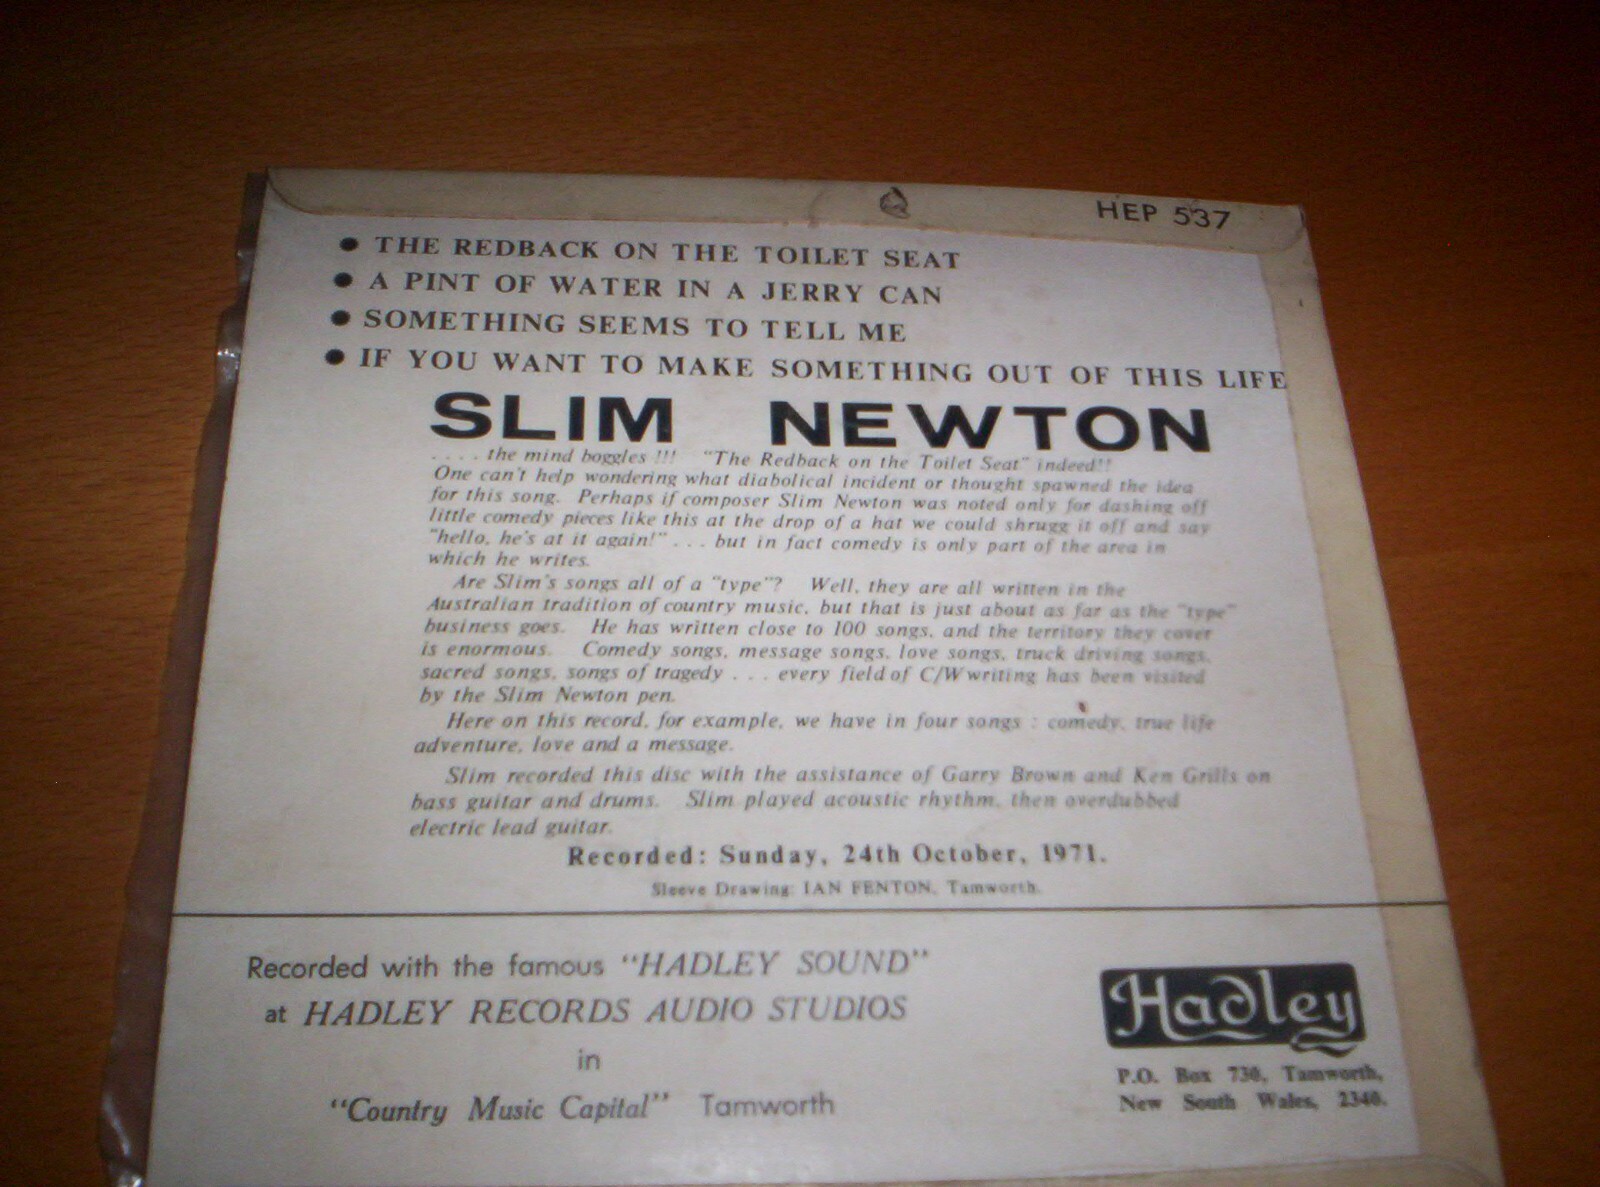 HEP 537
● THE REDBACK ON THE TOILET SEAT
● A PINT OF WATER IN A JERRY CAN
● SOMETHING SEEMS TO TELL ME
● IF YOU WANT TO MAKE SOMETHING OUT OF THIS LIFE
SLIM NEWTON
. . . . the mind boggles !!! "The Redback on the Toilet Seat" indeed!!
One can't help wondering what diabolical incident or thought spawned the idea
for this song. Perhaps if composer Slim Newton was noted only for dashing off
little comedy pieces like this at the drop of a hat we could shrugg it off and say
"hello, he's at it again!" . . . but in fact comedy is only part of the area in
which he writes.
Are Slim's songs all of a "type"? Well, they are all written in the
Australian tradition of country music, but that is just about as far as the "type"
business goes. He has written close to 100 songs, and the territory they cover
is enormous. Comedy songs, message songs, love songs, truck driving songs,
sacred songs, songs of tragedy . . . every field of C/W writing has been visited
by the Slim Newton pen.
Here on this record, for example, we have in four songs : comedy, true life
adventure, love and a message.
Slim recorded this disc with the assistance of Garry Brown and Ken Grills on
bass guitar and drums. Slim played acoustic rhythm, then overdubbed
electric lead guitar.
Recorded: Sunday, 24th October, 1971.
Sleeve Drawing: IAN FENTON, Tamworth.
Recorded with the famous "HADLEY SOUND"
at HADLEY RECORDS AUDIO STUDIOS
in
"Country Music Capital" Tamworth
Hadley
P.O. Box 730, Tamworth,
New South Wales, 2340.